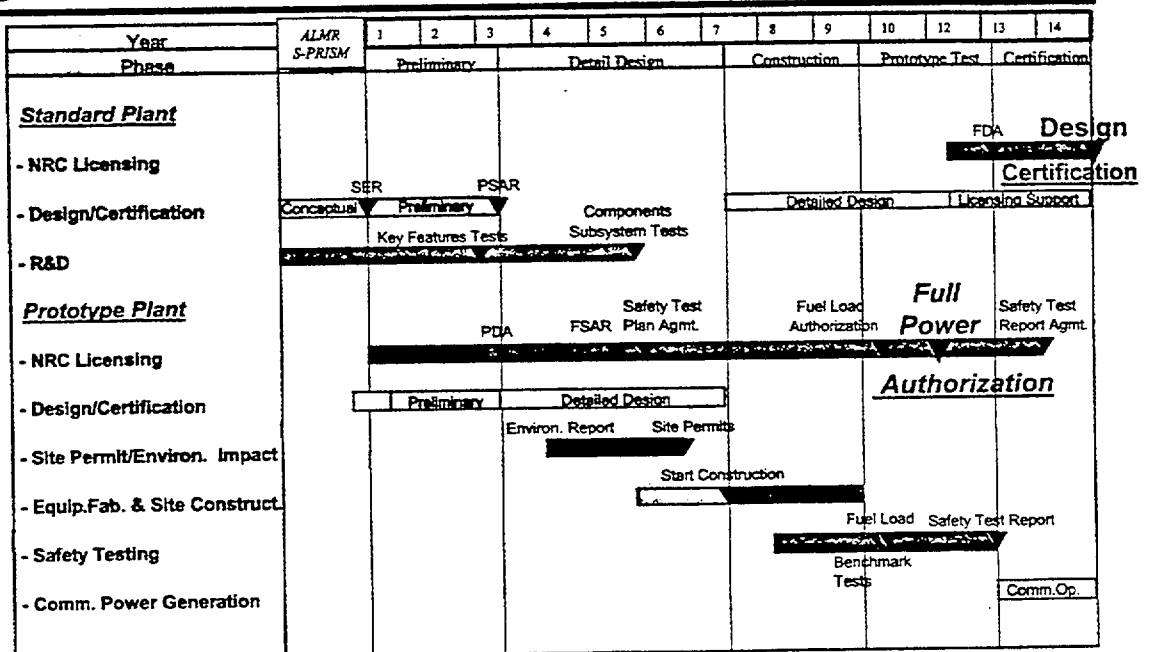 Year ALMR S-PRISM 1 2 3 4 5 6 7 8 9 10 12 13 14
Phase Preliminary Detail Design Construction Prototype Test Certification
Standard Plant
FDA Design
- NRC Licensing
Certification
SER PSAR
- Design/Certification Conceptual Preliminary Components Detailed Design Licensing Support
Key Features Tests Subsystem Tests
- R&D
Prototype Plant
Safety Test Fuel Load Full Safety Test
PDA FSAR Plan Agmt. Authorization Power Report Agmt.
- NRC Licensing
Authorization
- Design/Certification Preliminary Detailed Design
Environ. Report Site Permits
- Site Permit/Environ. Impact
Start Construction
- Equip.Fab. & Site Construct.
Fuel Load Safety Test Report
- Safety Testing
Benchmark
Tests
- Comm. Power Generation Comm.Op.